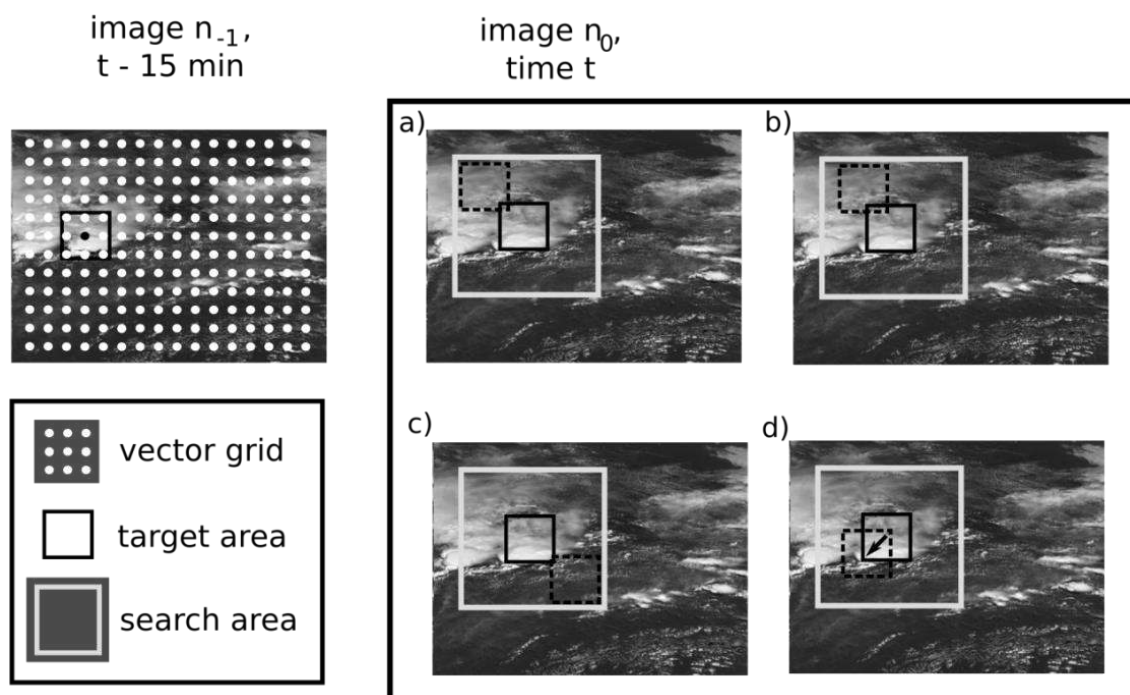 image n-1,
t - 15 min
image n0,
time t
a)
b)
c)
d)
vector grid
target area
search area